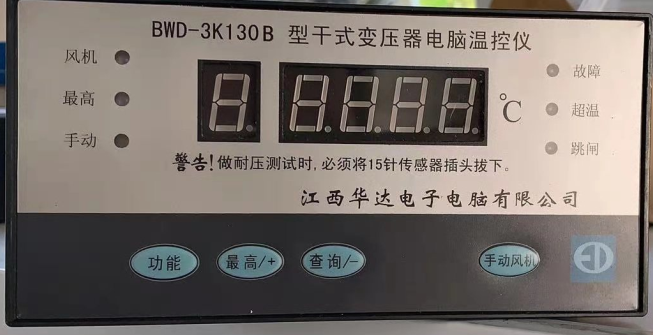 BWD-3K130B 型干式变压器电脑温控仪
风机
最高
手动
℃
故障
超温
跳闸
警告!做耐压测试时,必须将15针传感器插头拔下。
江西华达电子电脑有限公司
功能
最高/+
查询/-
手动风机